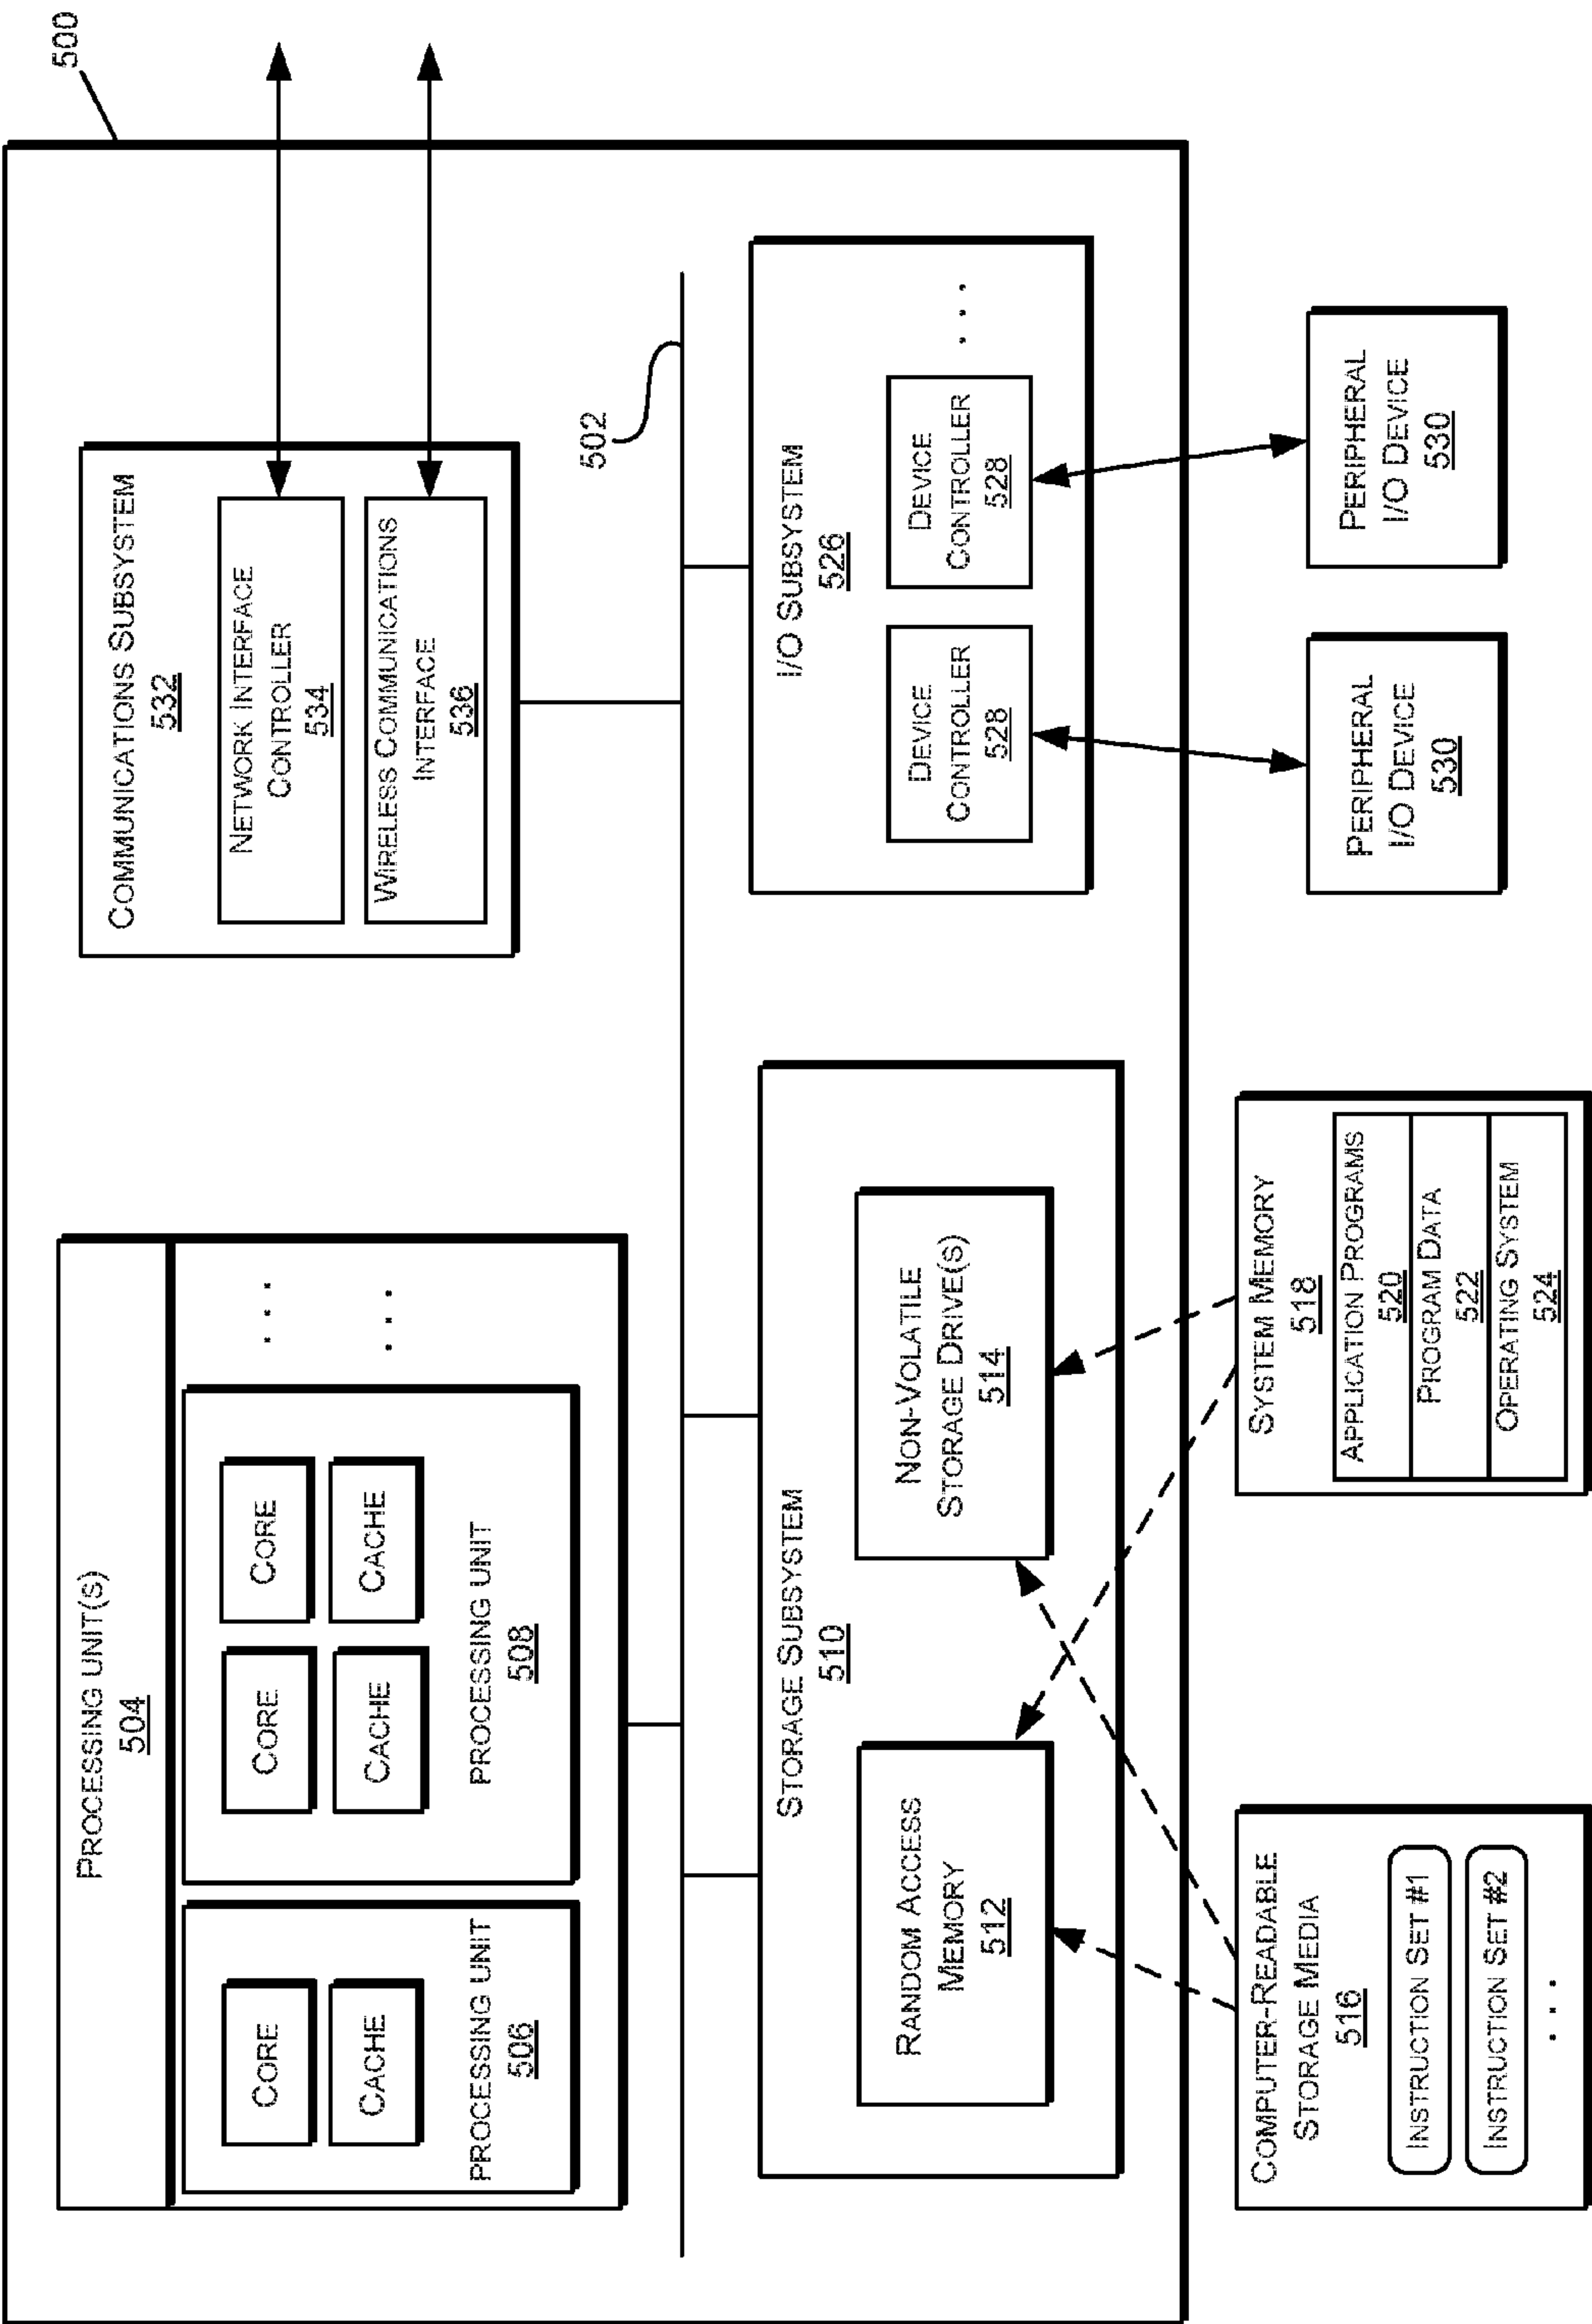 500
PROCESSING UNIT(S)
504
CORE
CACHE
PROCESSING UNIT
506
CORE
CORE
CACHE
CACHE
PROCESSING UNIT
508
. . .
. . .
COMMUNICATIONS SUBSYSTEM
532
NETWORK INTERFACE
CONTROLLER
534
WIRELESS COMMUNICATIONS
INTERFACE
536
502
STORAGE SUBSYSTEM
510
RANDOM ACCESS
MEMORY
512
NON-VOLATILE
STORAGE DRIVE(S)
514
I/O SUBSYSTEM
526
DEVICE
CONTROLLER
528
DEVICE
CONTROLLER
528
. . .
COMPUTER-READABLE
STORAGE MEDIA
516
INSTRUCTION SET #1
INSTRUCTION SET #2
. . .
SYSTEM MEMORY
518
APPLICATION PROGRAMS
520
PROGRAM DATA
522
OPERATING SYSTEM
524
PERIPHERAL
I/O DEVICE
530
PERIPHERAL
I/O DEVICE
530